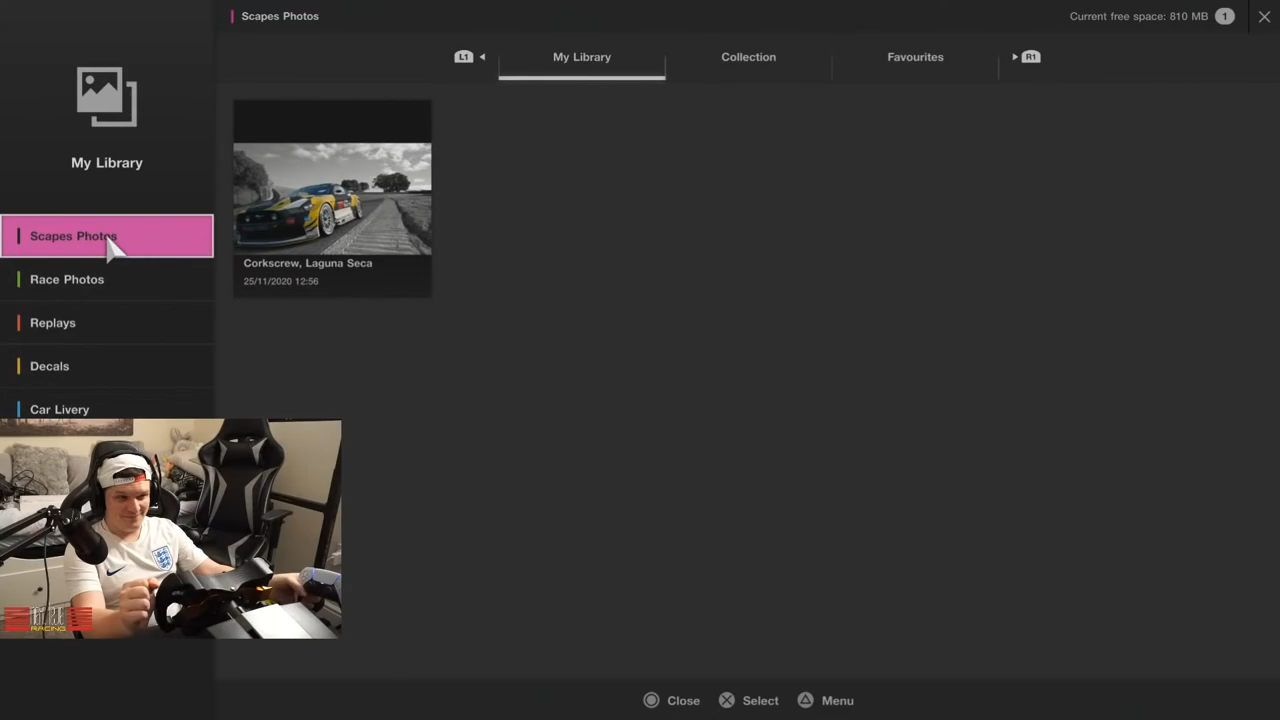 Scapes Photos
Current free space: 810 MB 1
L1 My Library Collection Favourites R1
My Library
Scapes Photos
Race Photos
Replays
Decals
Car Livery
Corkscrew, Laguna Seca
25/11/2020 12:56
RACING
Close Select Menu